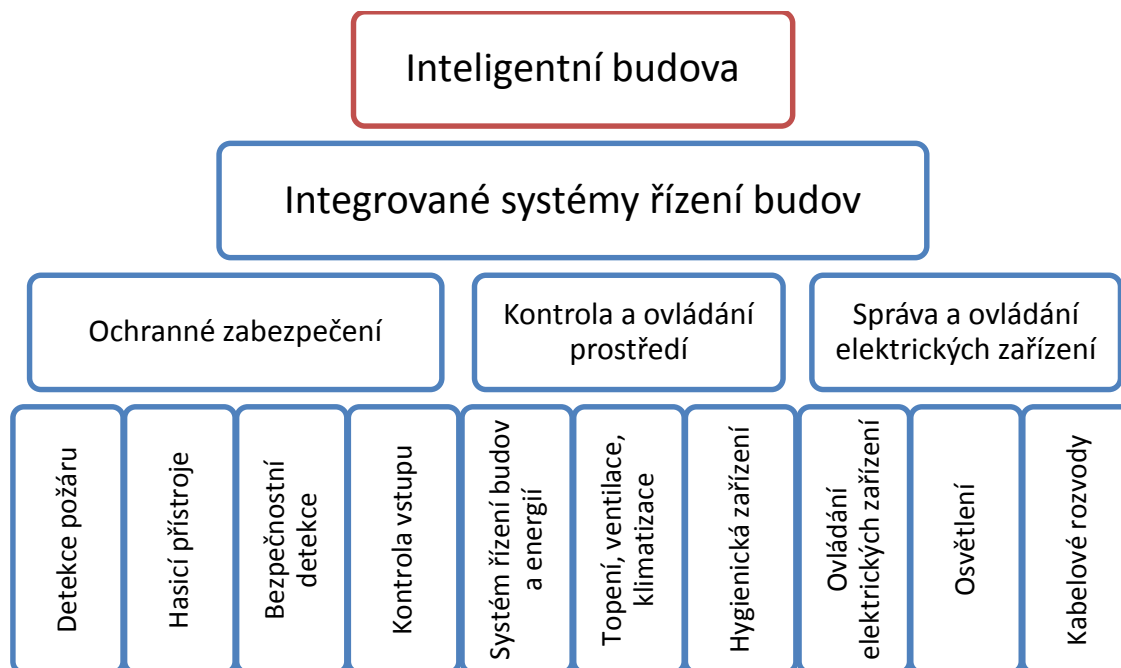 Inteligentní budova
Integrované systémy řízení budov
Ochranné zabezpečení
Kontrola a ovládání
prostředí
Správa a ovládání
elektrických zařízení
Detekce požáru
Hasicí přístroje
Bezpečnostní
detekce
Kontrola vstupu
Systém řízení budov
a energií
Topení, ventilace,
klimatizace
Hygienická zařízení
Ovládání
elektrických zařízení
Osvětlení
Kabelové rozvody